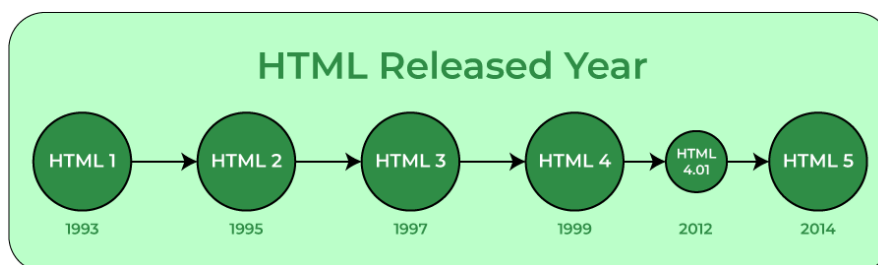 HTML Released Year
HTML 1
HTML 2
HTML 3
HTML 4
HTML
4.01
HTML 5
1993
1995
1997
1999
2012
2014